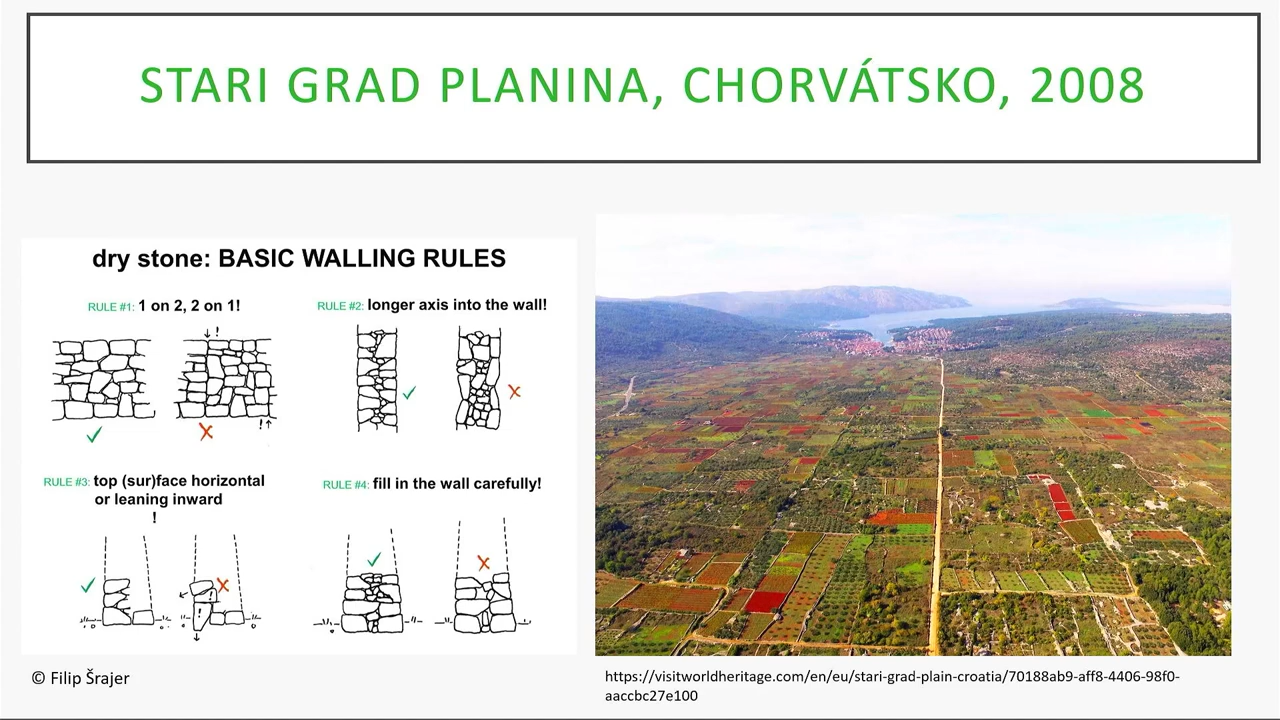 STARI GRAD PLANINA, CHORVÁTSKO, 2008
dry stone: BASIC WALLING RULES
RULE #1: 1 on 2, 2 on 1!
RULE #2: longer axis into the wall!
RULE #3: top (sur)face horizontal
or leaning inward
!
RULE #4: fill in the wall carefully!
© Filip Šrajer
https://visitworldheritage.com/en/eu/stari-grad-plain-croatia/70188ab9-aff8-4406-98f0-
aaccbc27e100